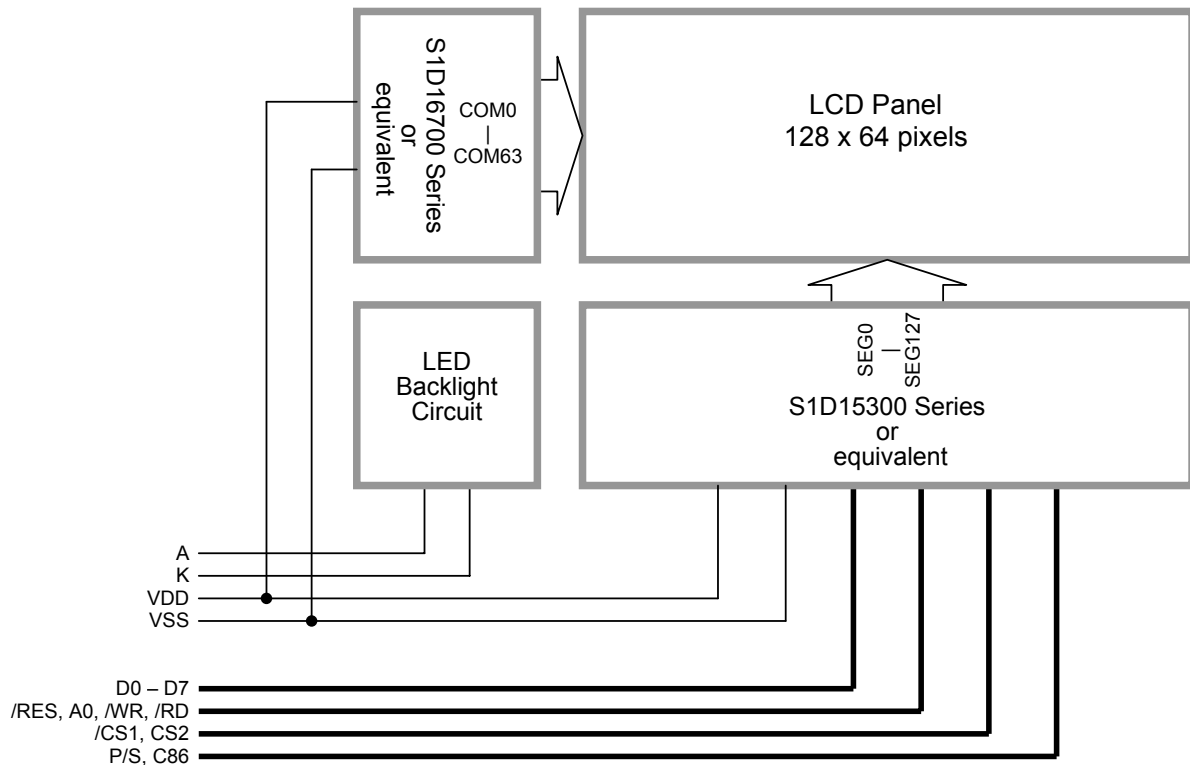 S1D16700 Series
or
equivalent
COM0
|
COM63
LCD Panel
128 x 64 pixels
LED
Backlight
Circuit
SEG0
|
SEG127
S1D15300 Series
or
equivalent
A
K
VDD
VSS
D0 – D7
/RES, A0, /WR, /RD
/CS1, CS2
P/S, C86